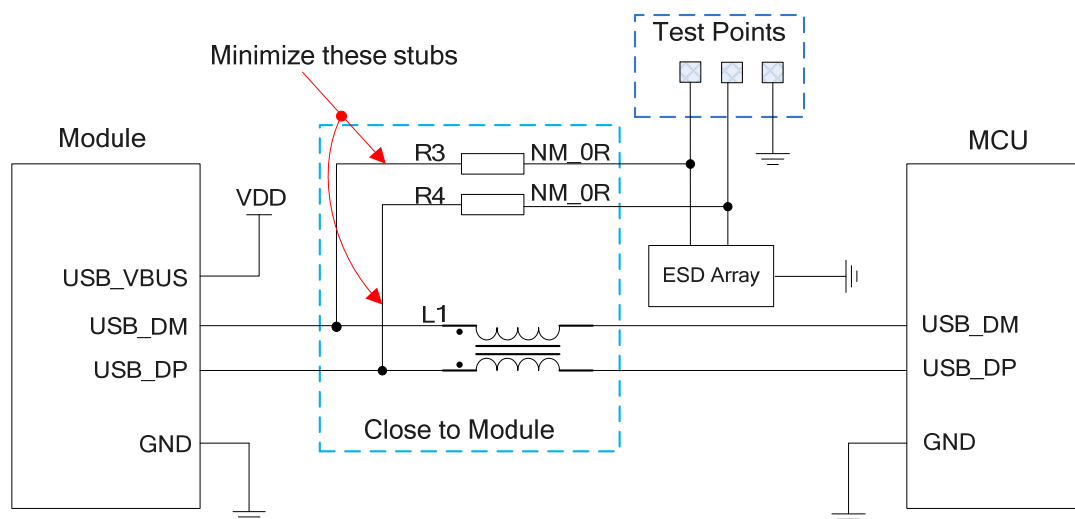 Test Points
Minimize these stubs
Module
MCU
R3
NM_0R
R4
NM_0R
VDD
ESD Array
USB_VBUS
L1
USB_DM
USB_DM
USB_DP
USB_DP
Close to Module
GND
GND